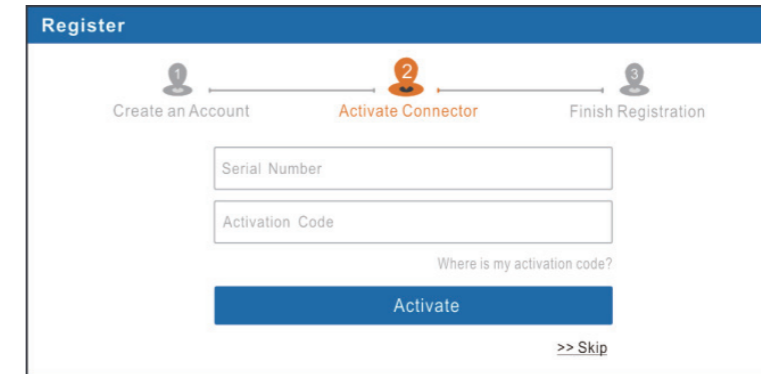 Register
1 2 3
Create an Account Activate Connector Finish Registration
Serial Number
Activation Code
Where is my activation code?
Activate
>> Skip